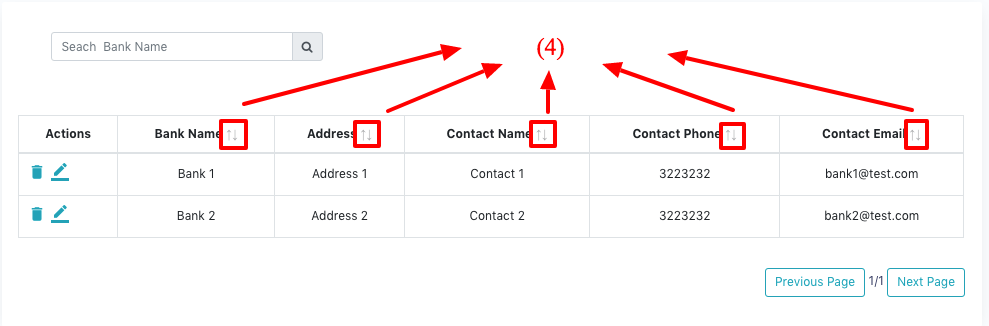 Seach Bank Name
(4)
Actions Bank Name Address Contact Name Contact Phone Contact Email
Bank 1 Address 1 Contact 1 3223232 bank1@test.com
Bank 2 Address 2 Contact 2 3223232 bank2@test.com
Previous Page 1/1 Next Page